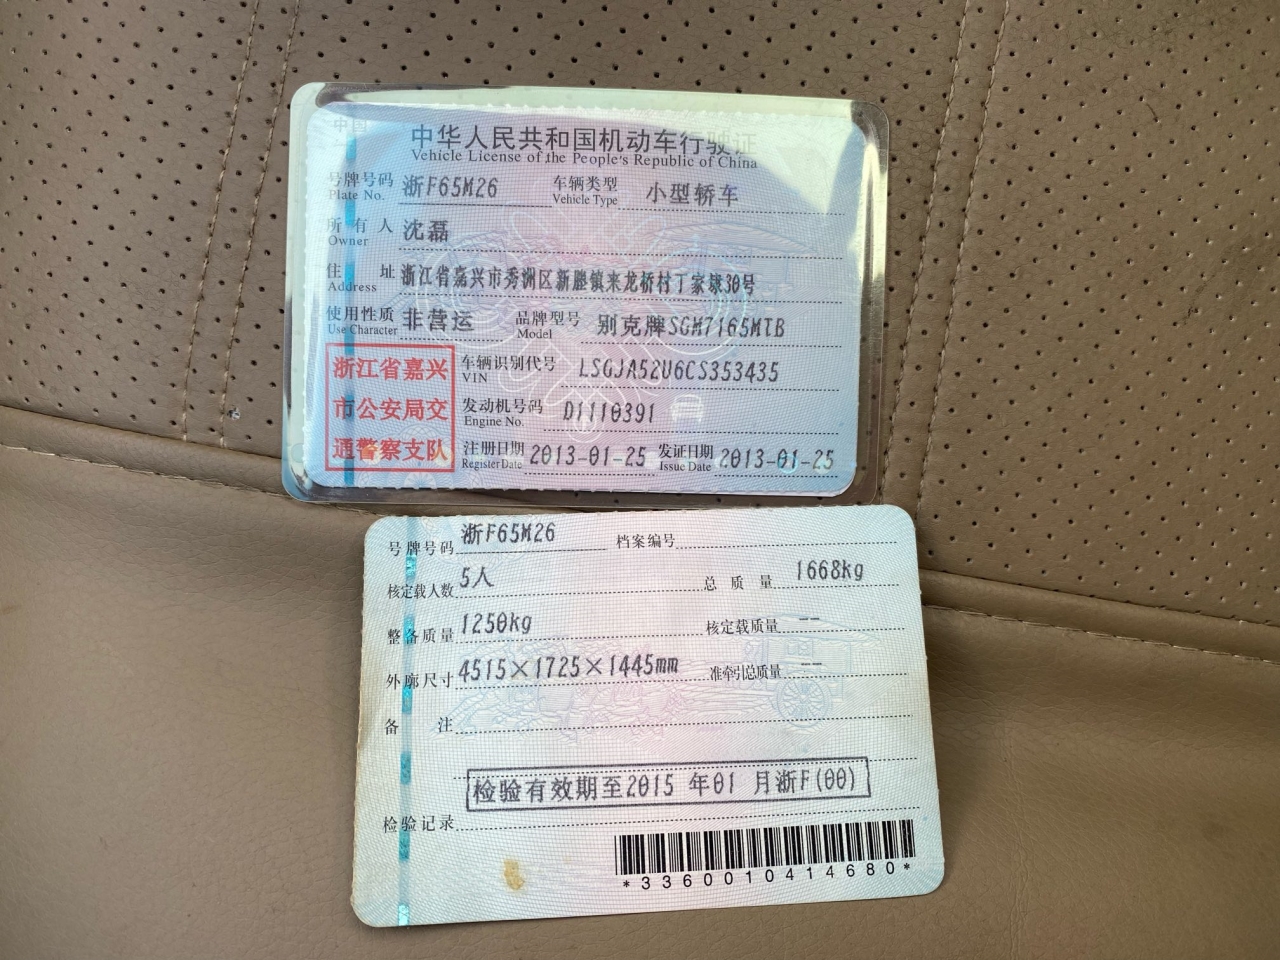 中国
中华人民共和国机动车行驶证
Vehicle License of the People's Republic of China
号牌号码 浙F65M26 车辆类型 小型轿车
Plate No. Vehicle Type
所有人 沈磊
Owner
住址 浙江省嘉兴市秀洲区新塍镇来龙桥村丁家埭30号
Address
使用性质 非营运 品牌型号 别克牌SGM7165MTB
Use Character Model
浙江省嘉兴
市公安局交
通警察支队
车辆识别代号 LSGJA52U6CS353435
VIN
发动机号码 D1110391
Engine No.
注册日期 2013-01-25 发证日期 2013-01-25
Register Date Issue Date
号牌号码 浙F65M26 档案编号
核定载人数 5人 总质量 1668kg
整备质量 1250kg 核定载质量 --
外廓尺寸 4515×1725×1445mm 准牵引总质量 --
备注
检验有效期至2015 年01 月浙F(00)
检验记录
*3360010414680*